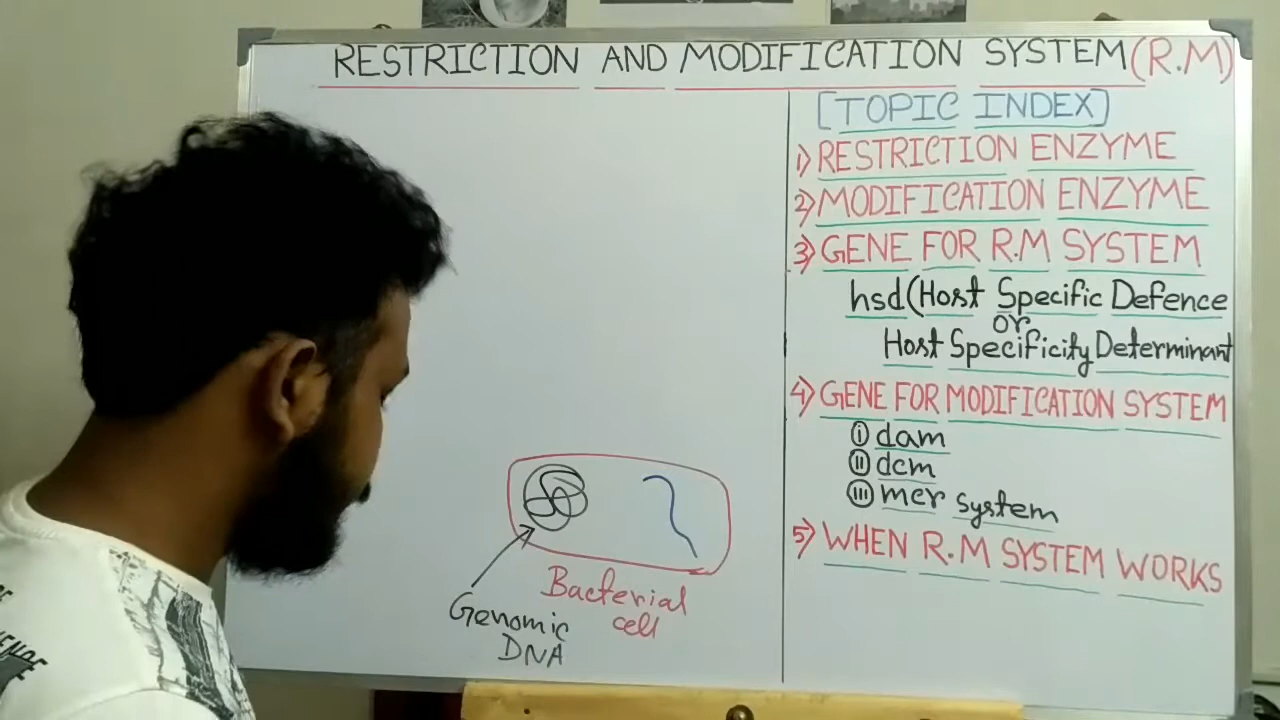 RESTRICTION AND MODIFICATION SYSTEM (R.M)
[TOPIC INDEX]
1) RESTRICTION ENZYME
2) MODIFICATION ENZYME
3) GENE FOR R.M SYSTEM
hsd (Host Specific Defence
or
Host Specificity Determinant
4) GENE FOR MODIFICATION SYSTEM
(i) dam
(ii) dcm
(iii) mer system
5) WHEN R.M SYSTEM WORKS
Bacterial
cell
Genomic
DNA